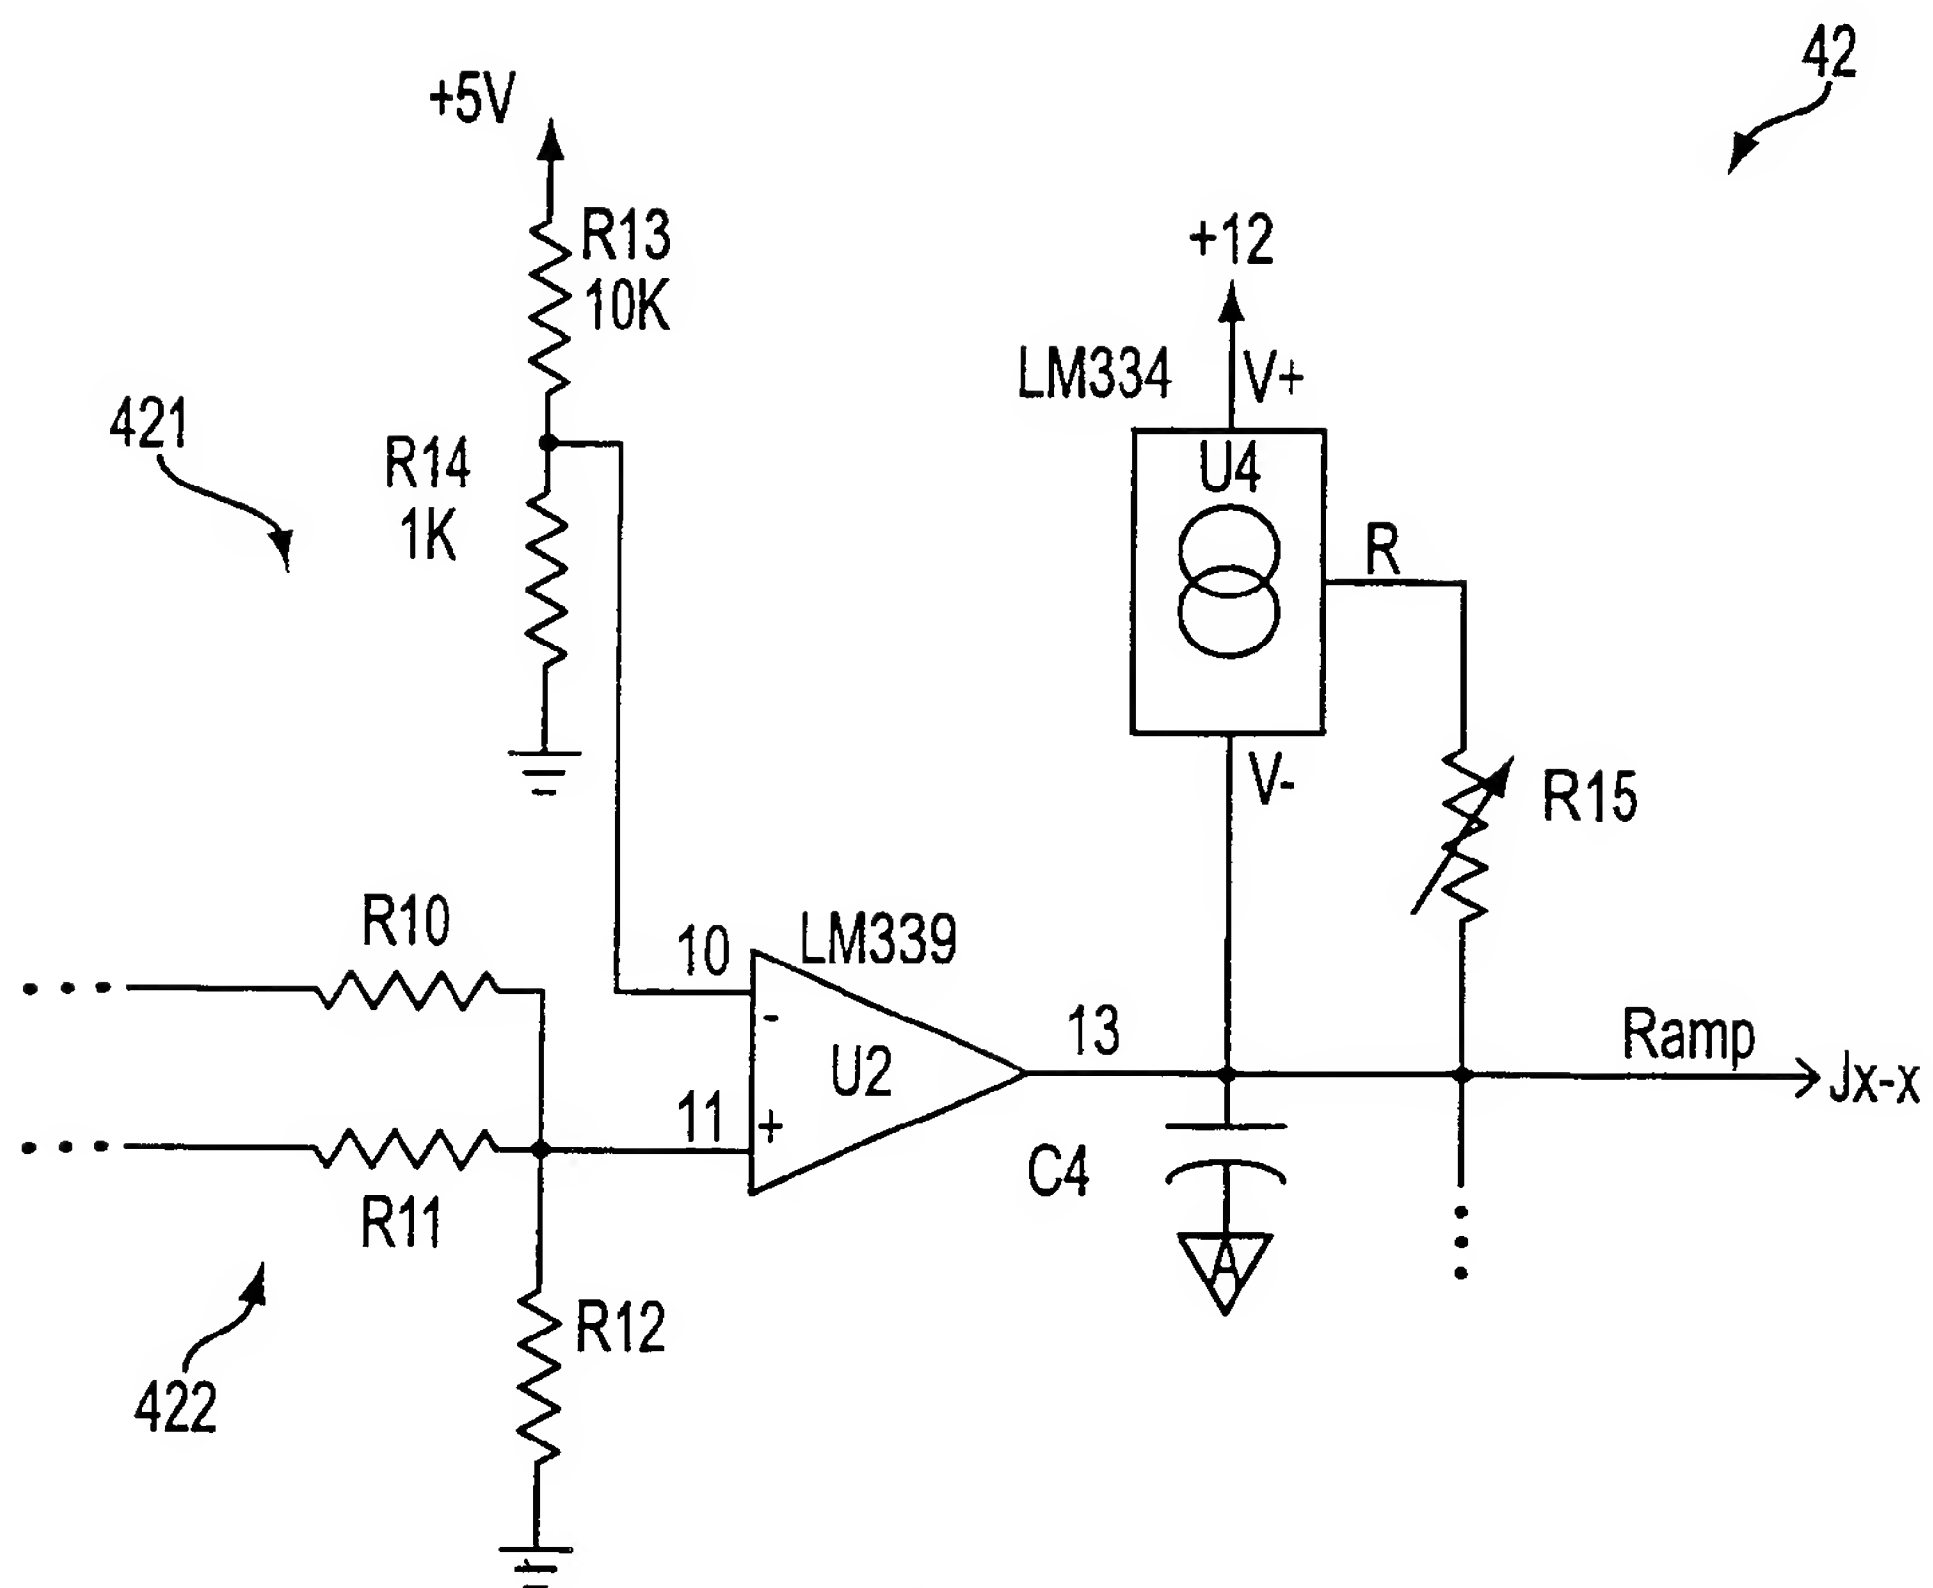 42
+5V
R13
10K
+12
LM334
V+
421
R14
1K
U4
R
V-
R15
R10
10
LM339
-
U2
13
Ramp
Jx-x
11
+
R11
C4
A
R12
422